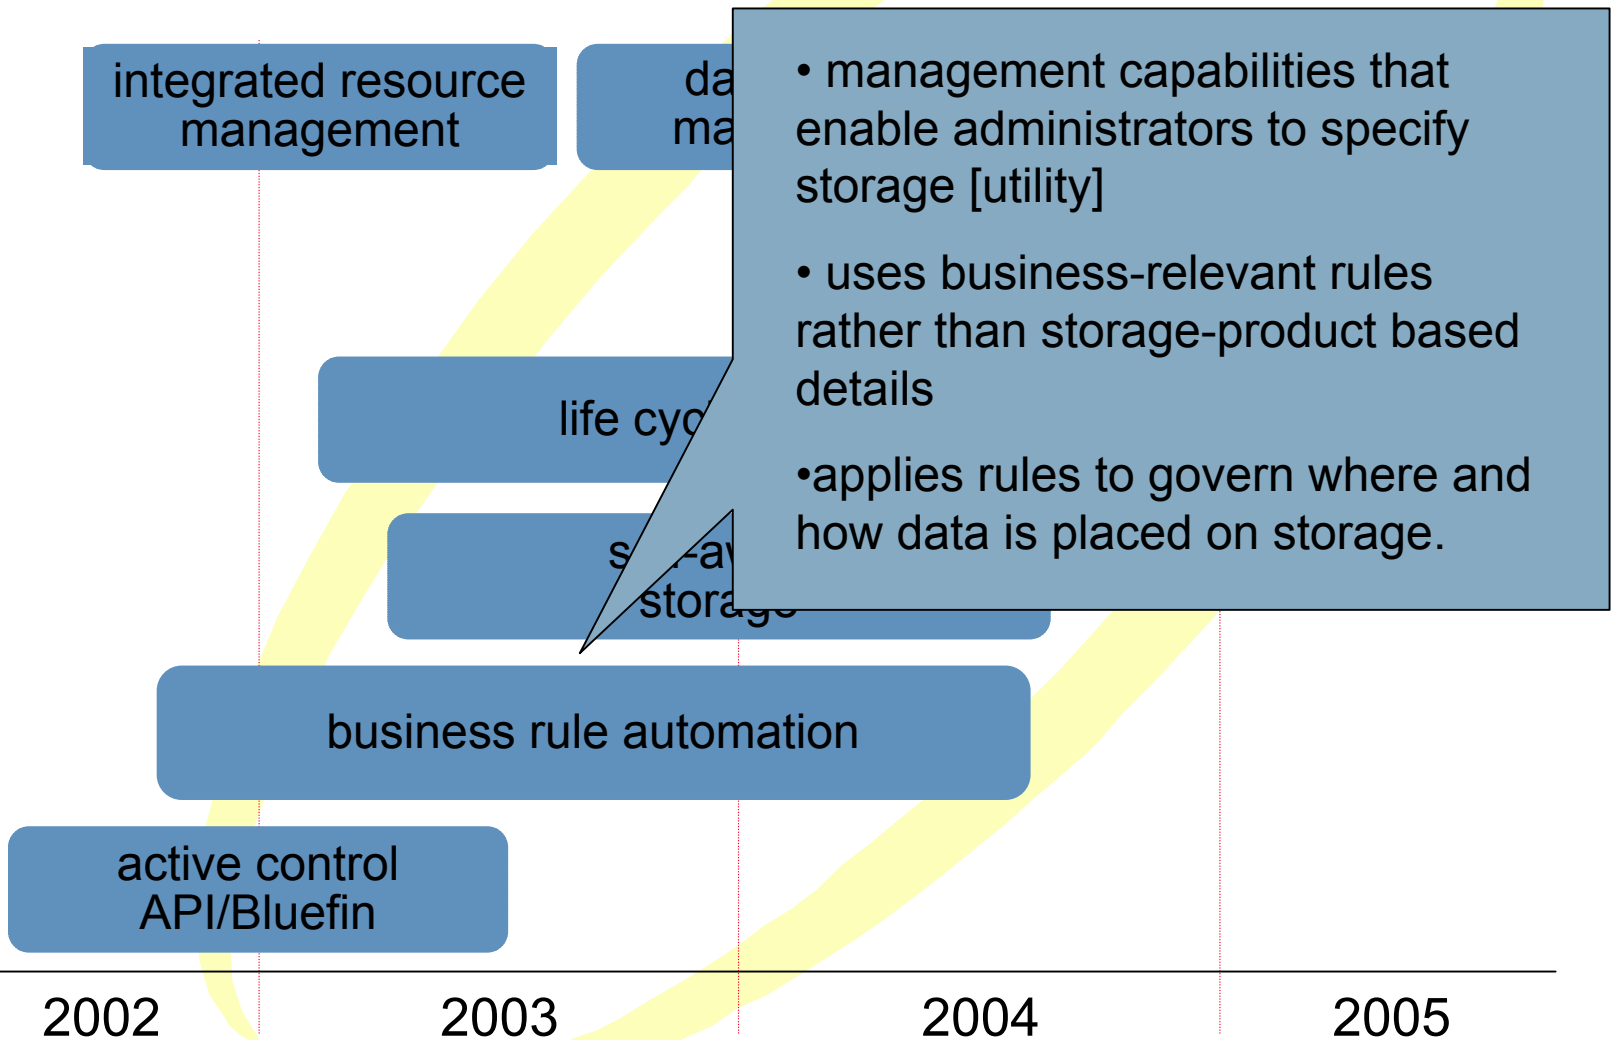 integrated resource
management
• management capabilities that
enable administrators to specify
storage [utility]
• uses business-relevant rules
rather than storage-product based
details
•applies rules to govern where and
how data is placed on storage.
life
storage
business rule automation
active control
API/Bluefin
2002 2003 2004 2005